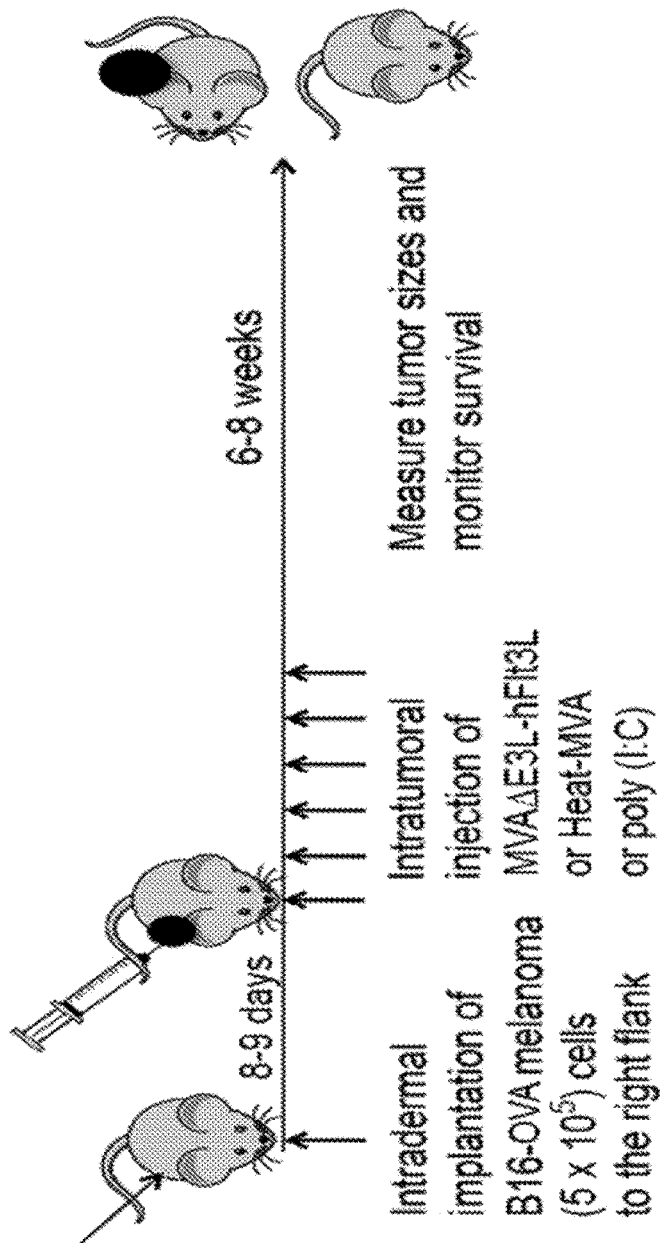 8-9 days
6-8 weeks
Intradermal
implantation of
B16-OVA melanoma
(5 x 10⁵) cells
to the right flank
Intratumoral
injection of
MVAΔE3L-hFlt3L
or Heat-MVA
or poly (I:C)
Measure tumor sizes and
monitor survival